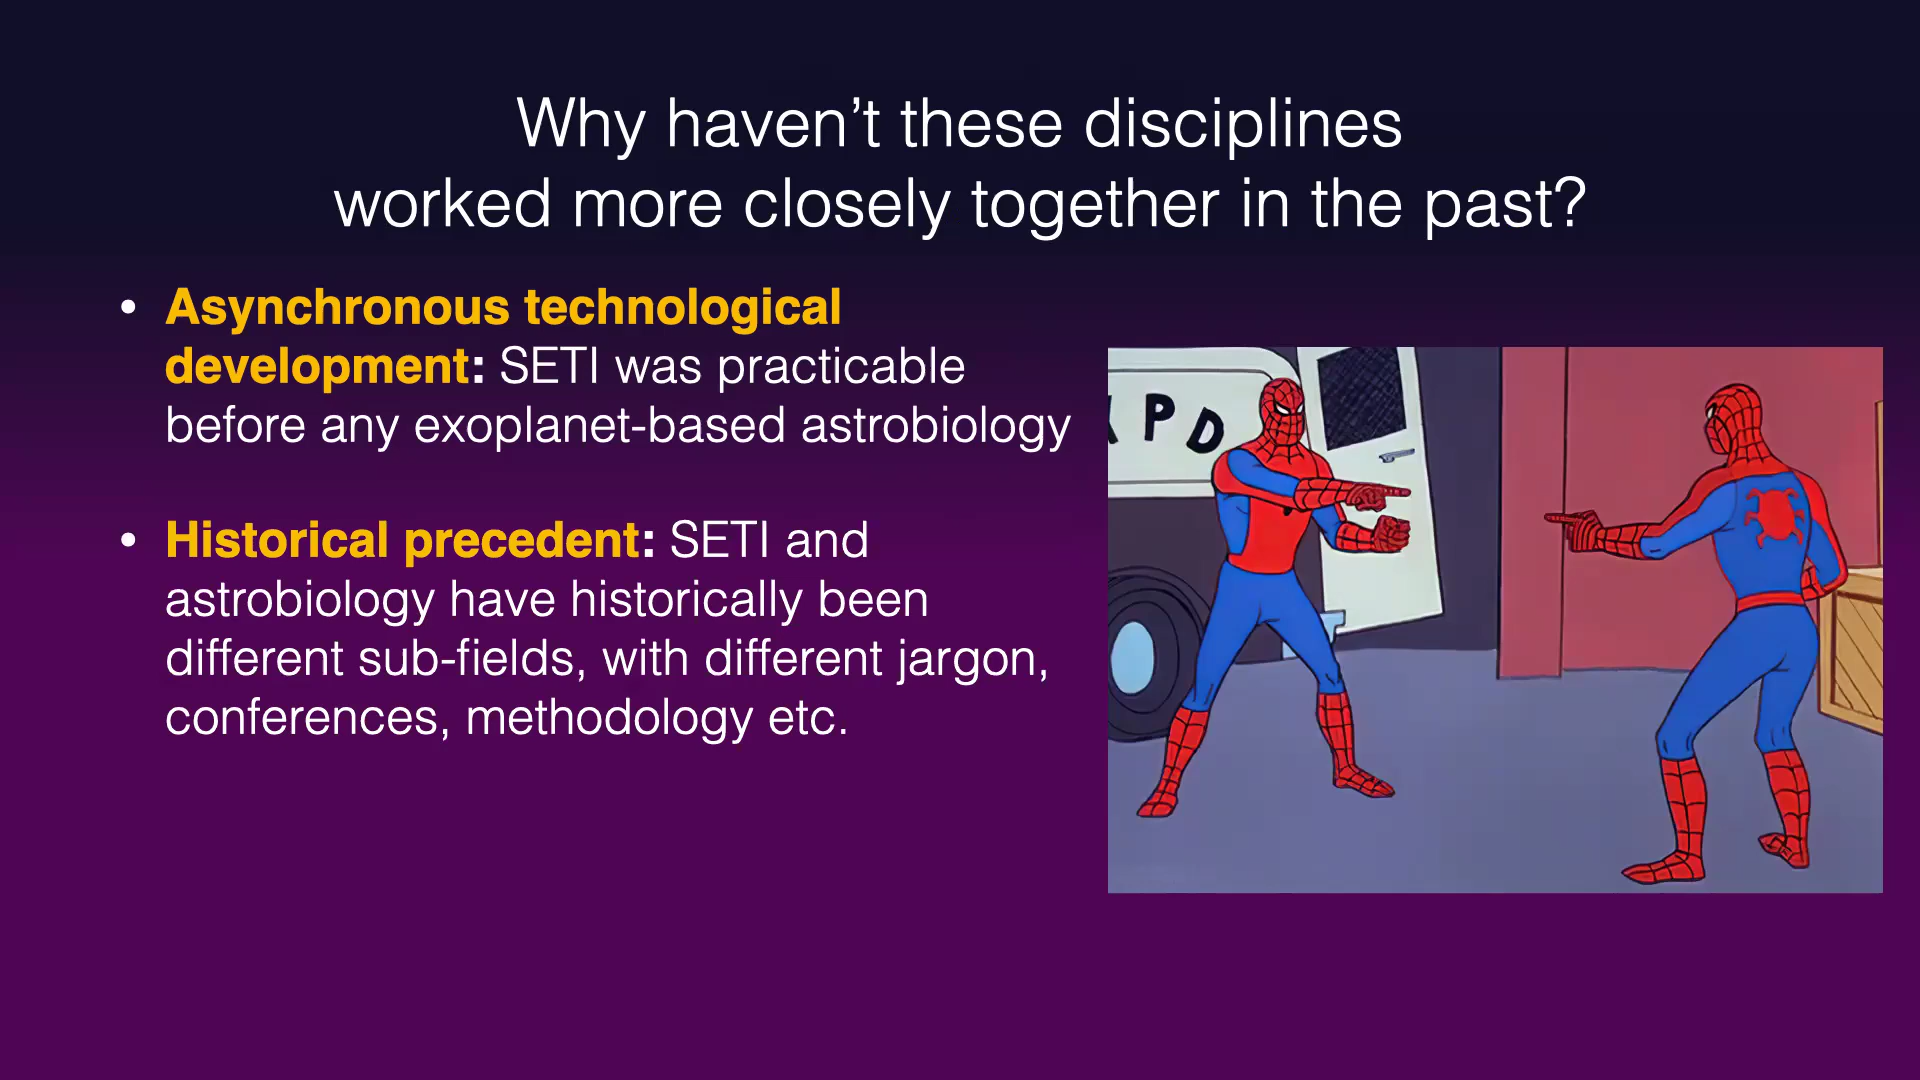 Why haven’t these disciplines
worked more closely together in the past?
• Asynchronous technological
development: SETI was practicable
before any exoplanet-based astrobiology
• Historical precedent: SETI and
astrobiology have historically been
different sub-fields, with different jargon,
conferences, methodology etc.
PD